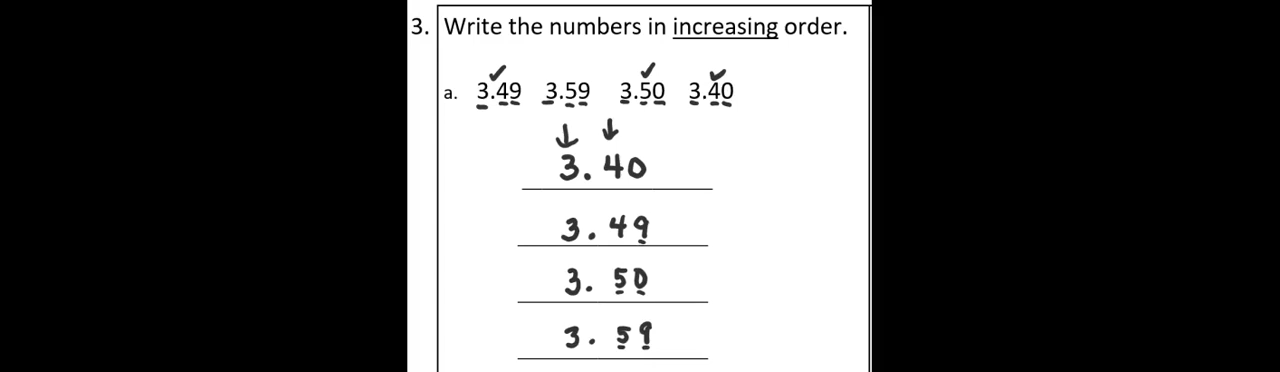 3. Write the numbers in increasing order.
a. 3.49 3.59 3.50 3.40
3.40
3.49
3.50
3.59